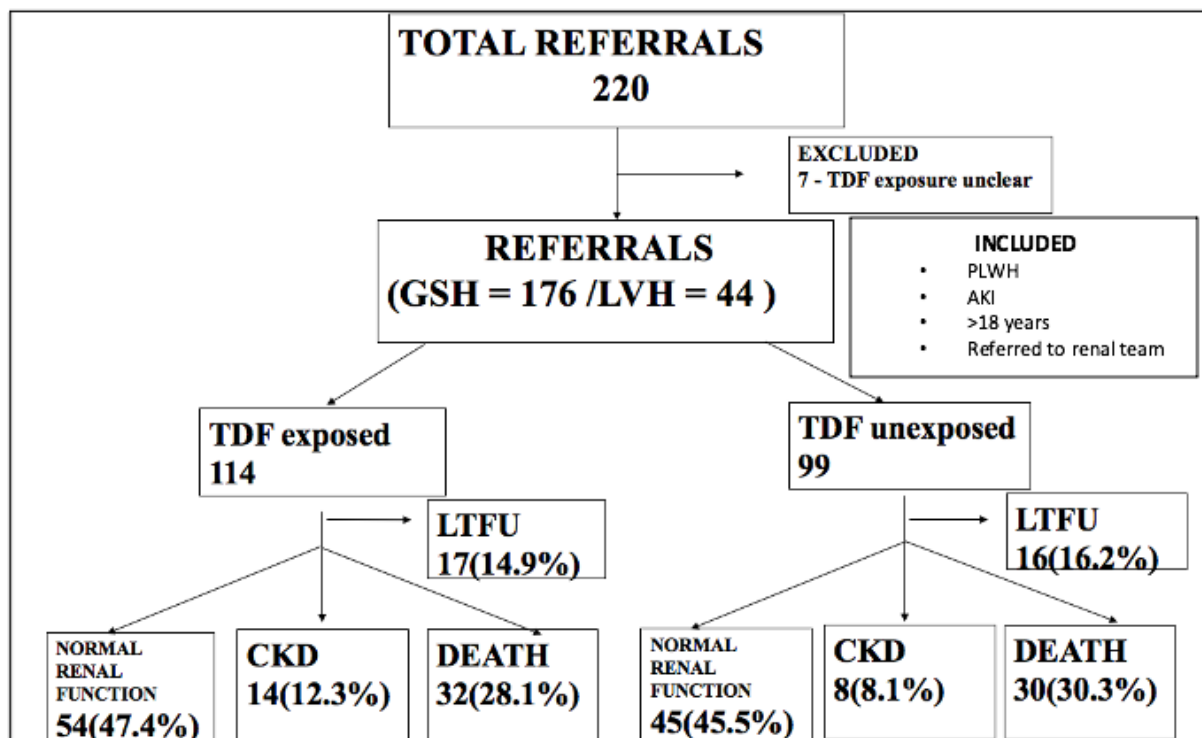 TOTAL REFERRALS
220
EXCLUDED
7 - TDF exposure unclear
REFERRALS
(GSH = 176 /LVH = 44 )
INCLUDED
• PLWH
• AKI
• >18 years
• Referred to renal team
TDF exposed
114
TDF unexposed
99
LTFU
17(14.9%)
LTFU
16(16.2%)
NORMAL
RENAL
FUNCTION
54(47.4%)
CKD
14(12.3%)
DEATH
32(28.1%)
NORMAL
RENAL
FUNCTION
45(45.5%)
CKD
8(8.1%)
DEATH
30(30.3%)